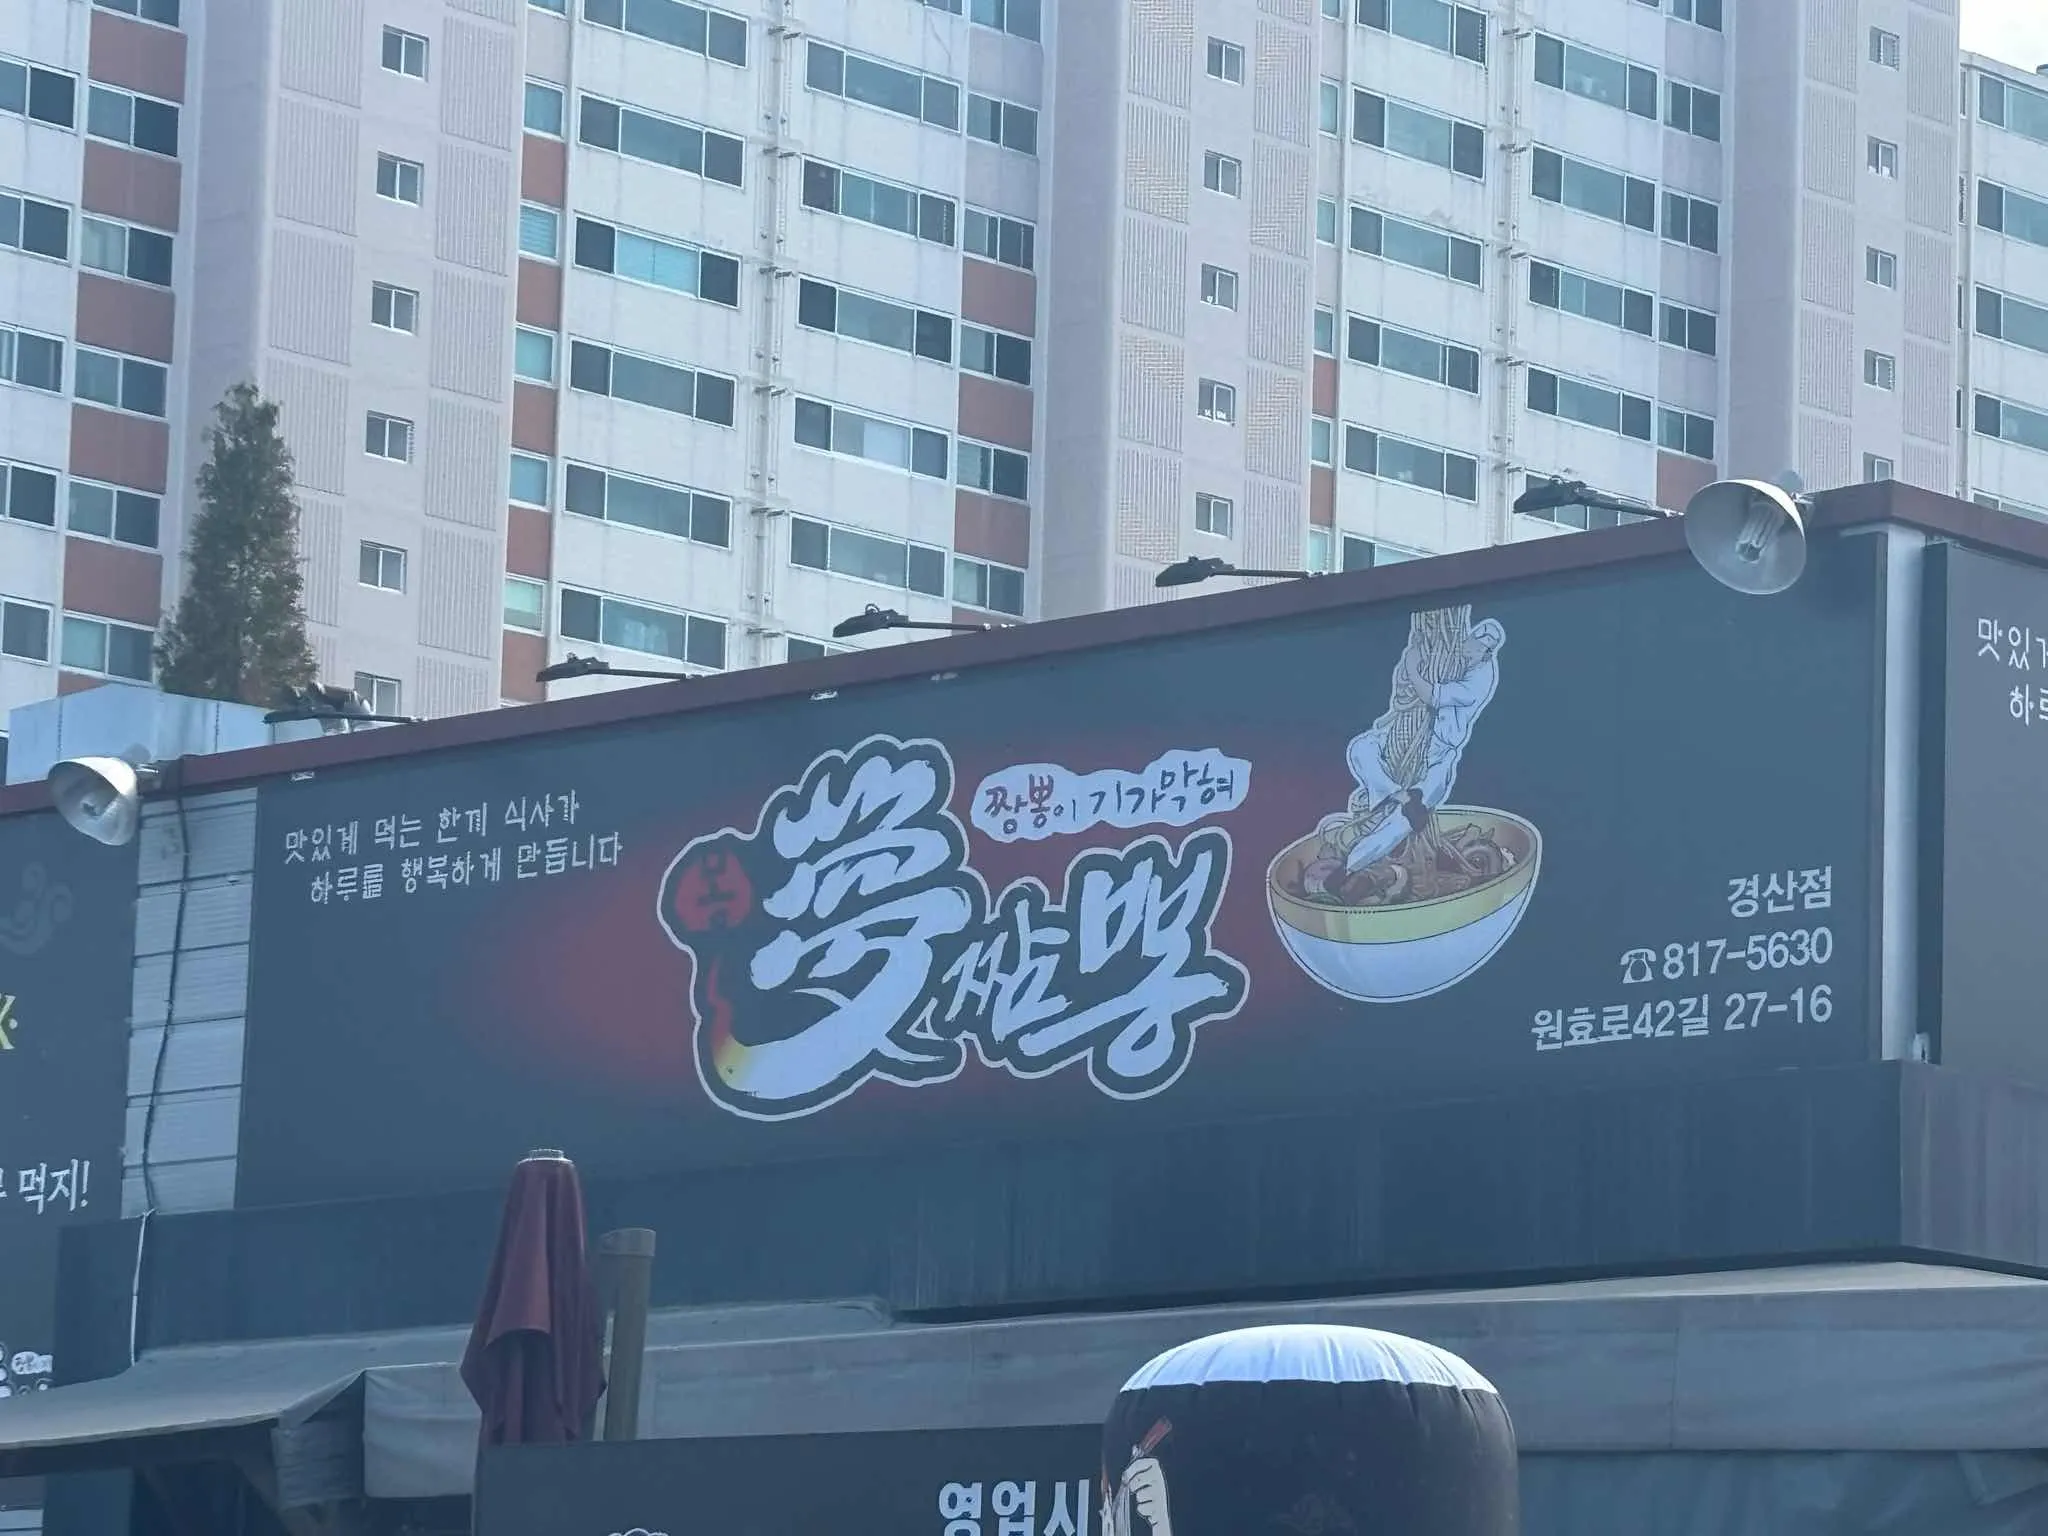 맛있게 먹는 한끼 식사가
하루를 행복하게 만듭니다
짬뽕이 기가막혀
몽
夢짬뽕
경산점
☎817-5630
원효로42길 27-16
맛있게
하루
먹지!
영업시